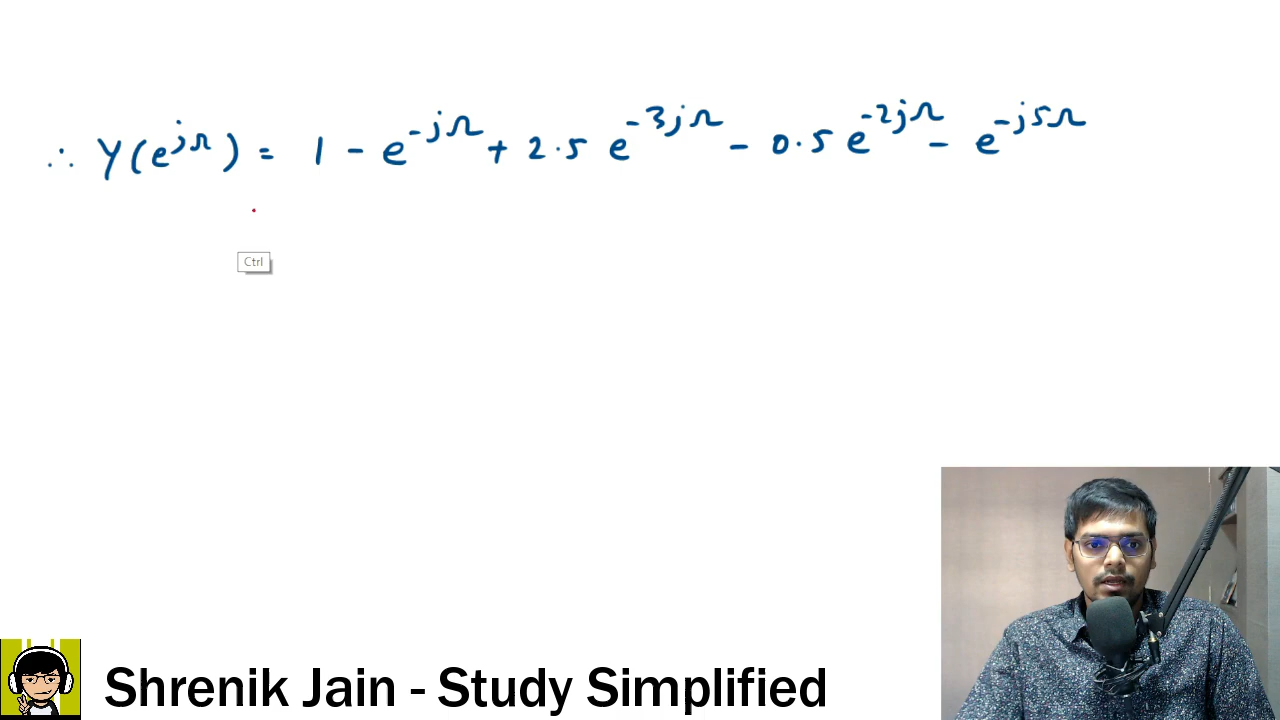 ∴ Y(e^{jΩ}) = 1 - e^{-jΩ} + 2.5 e^{-3jΩ} - 0.5 e^{-2jΩ} - e^{-j5Ω}
Ctrl
Shrenik Jain - Study Simplified